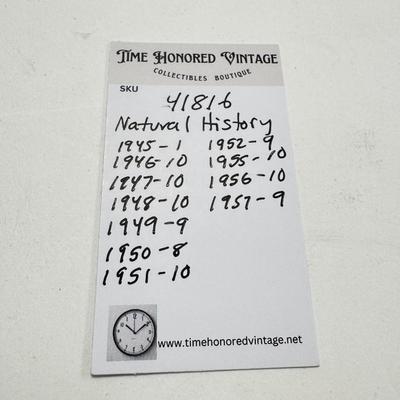 TIME HONORED VINTAGE
COLLECTIBLES BOUTIQUE
SKU
41816
Natural History
1945-1 1952-9
1946-10 1955-10
1947-10 1956-10
1948-10 1957-9
1949-9
1950-8
1951-10
www.timehonoredvintage.net